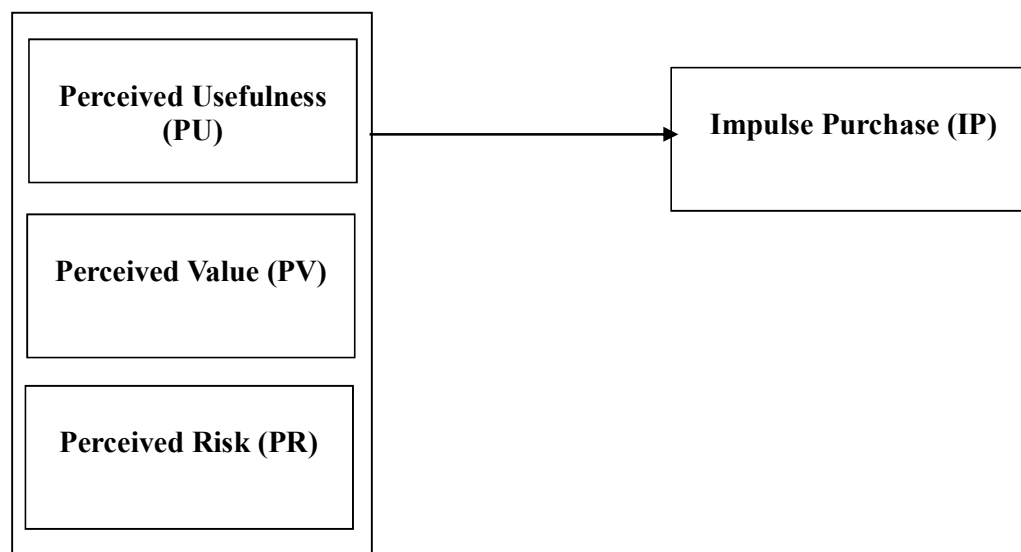 Perceived Usefulness
(PU)
Impulse Purchase (IP)
Perceived Value (PV)
Perceived Risk (PR)